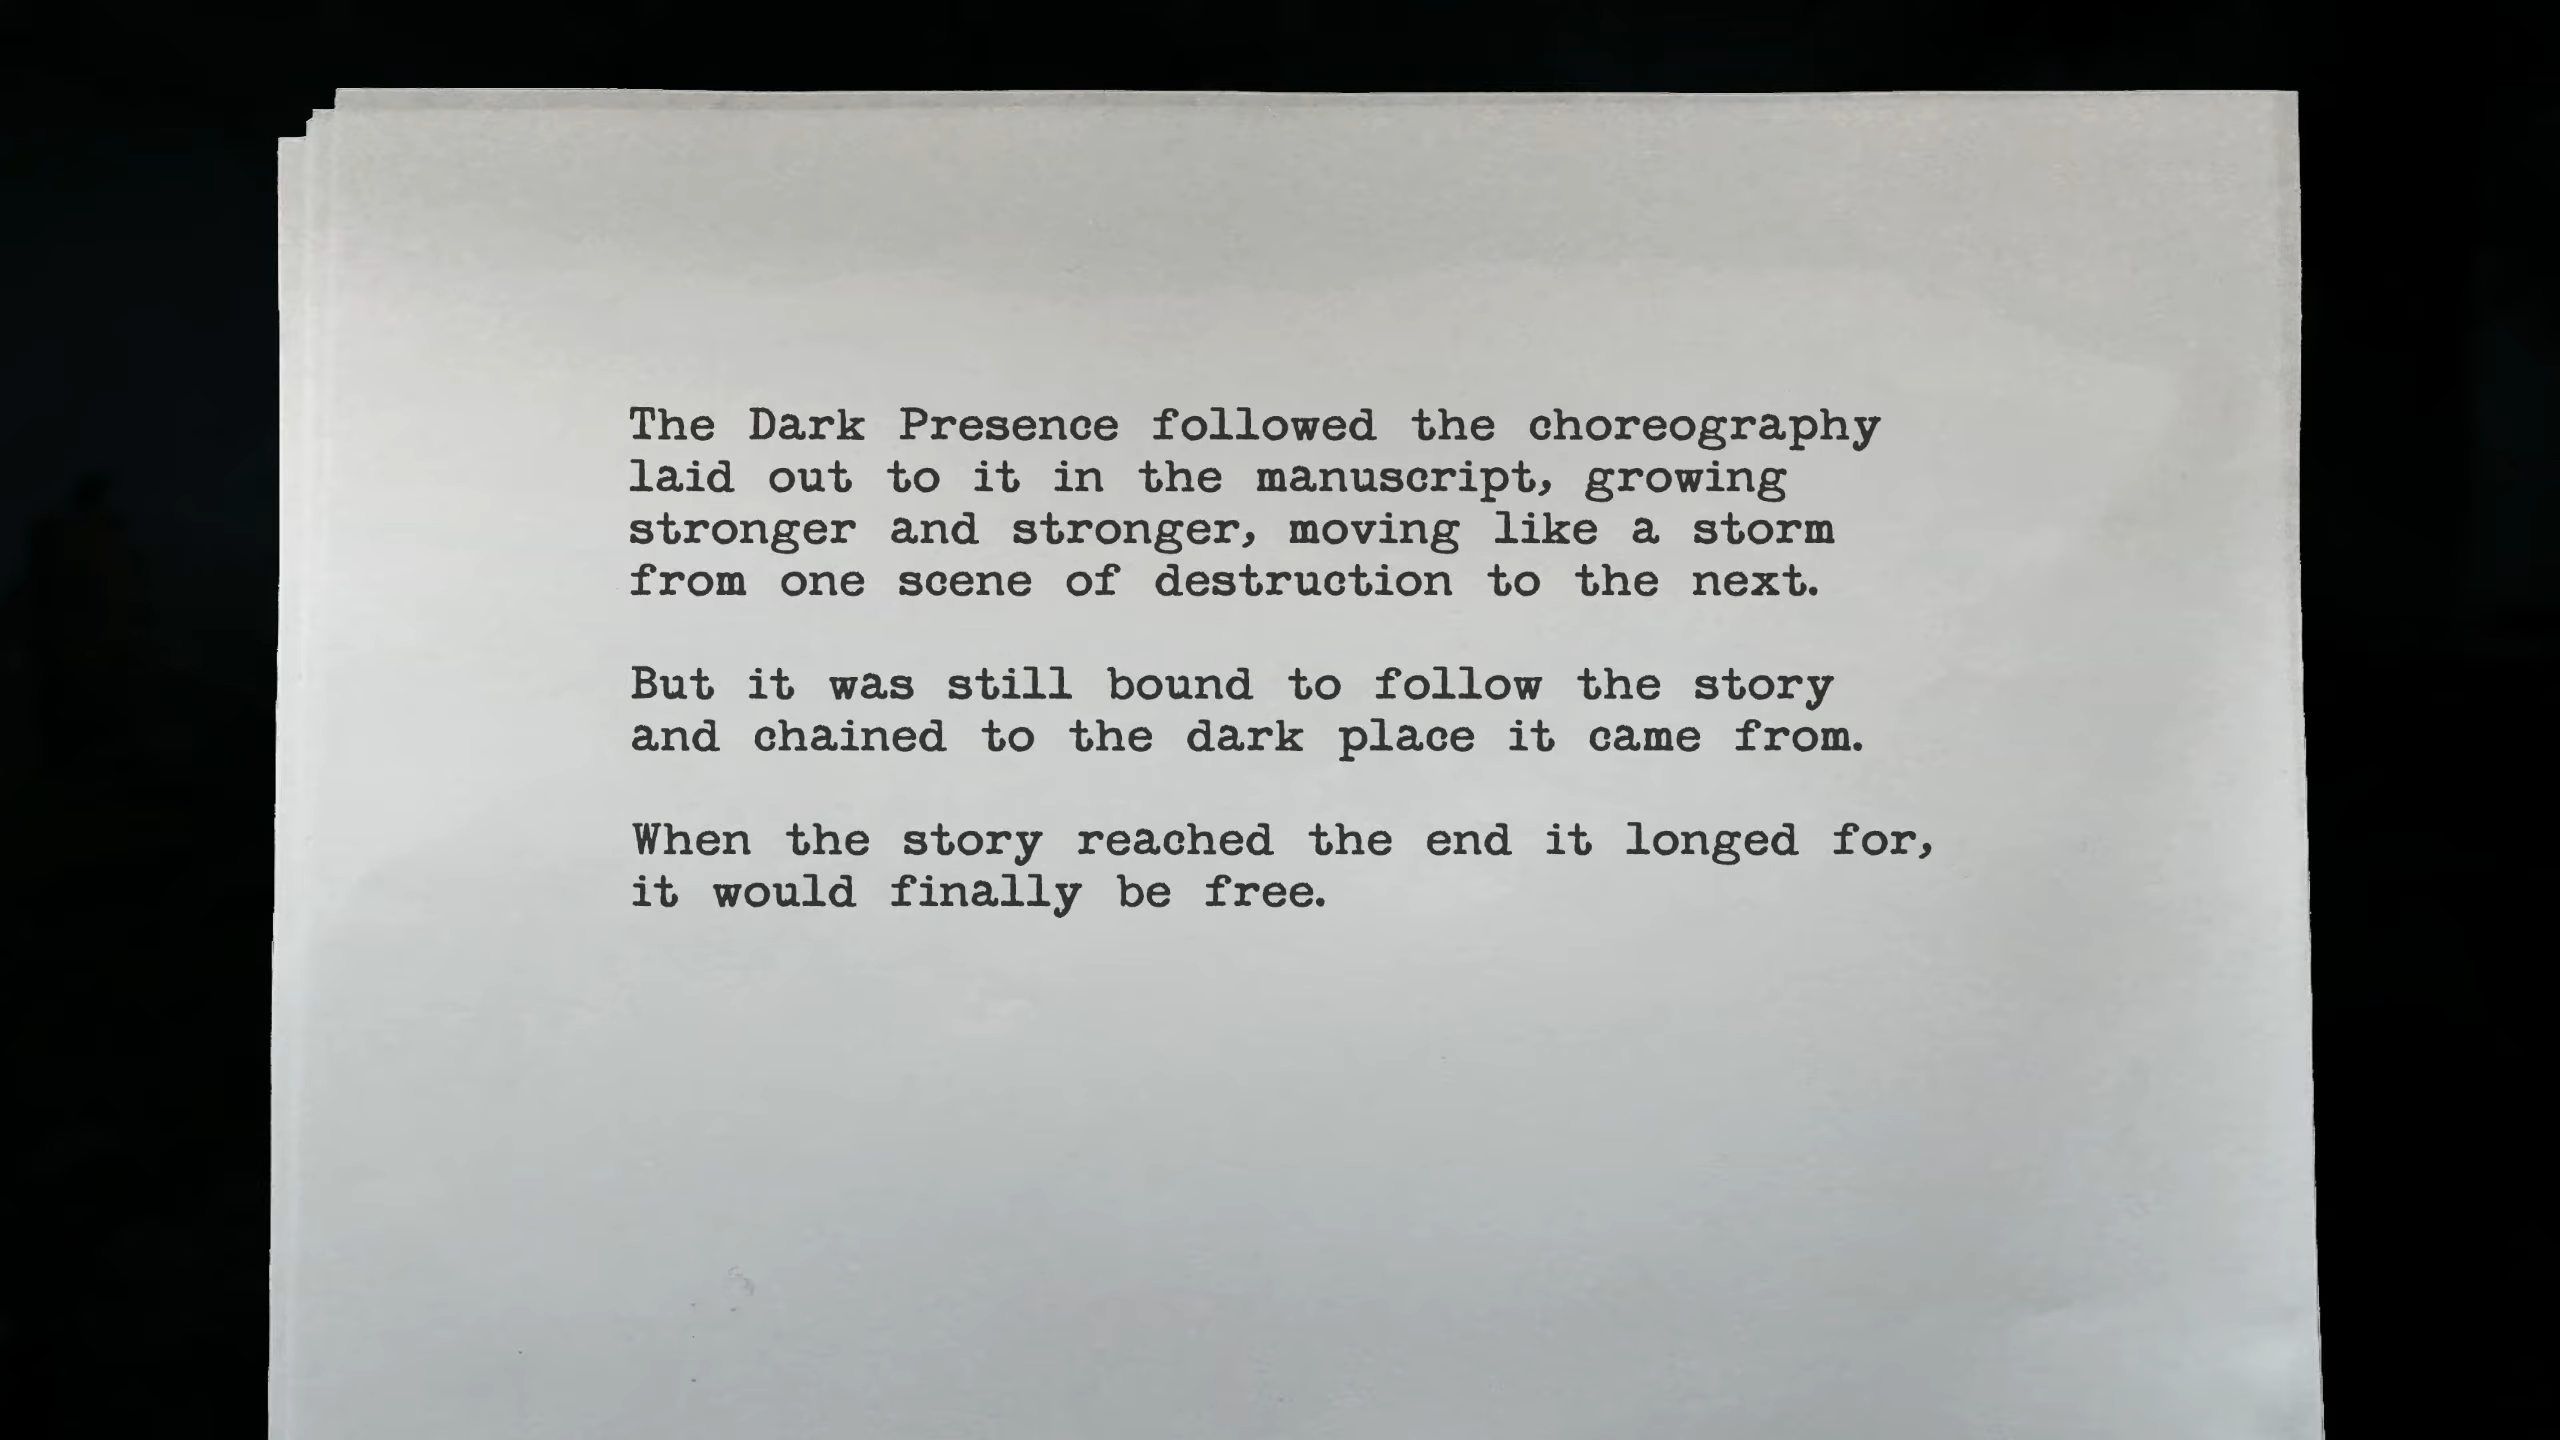 The Dark Presence followed the choreography
laid out to it in the manuscript, growing
stronger and stronger, moving like a storm
from one scene of destruction to the next.
But it was still bound to follow the story
and chained to the dark place it came from.
When the story reached the end it longed for,
it would finally be free.